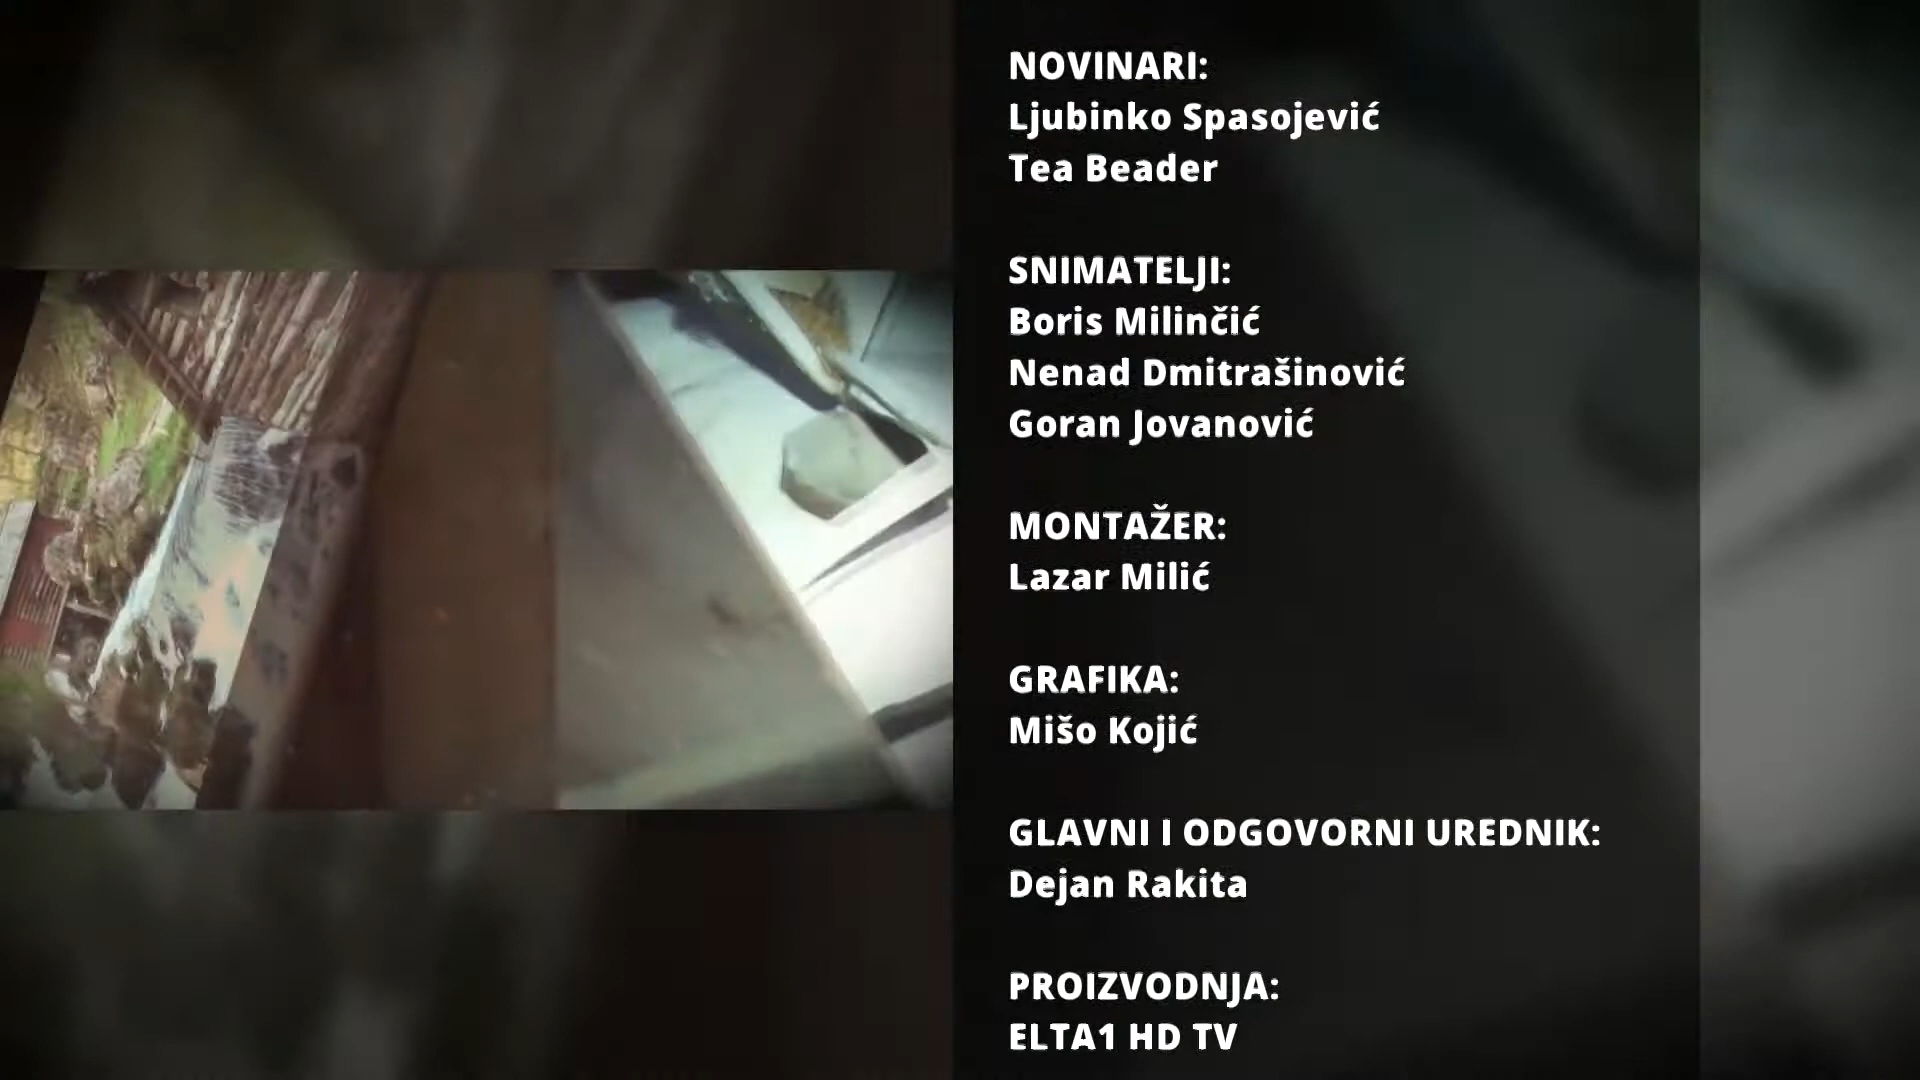 NOVINARI:
Ljubinko Spasojević
Tea Beader
SNIMATELJI:
Boris Milinčić
Nenad Dmitrašinović
Goran Jovanović
MONTAŽER:
Lazar Milić
GRAFIKA:
Mišo Kojić
GLAVNI I ODGOVORNI UREDNIK:
Dejan Rakita
PROIZVODNJA:
ELTA1 HD TV